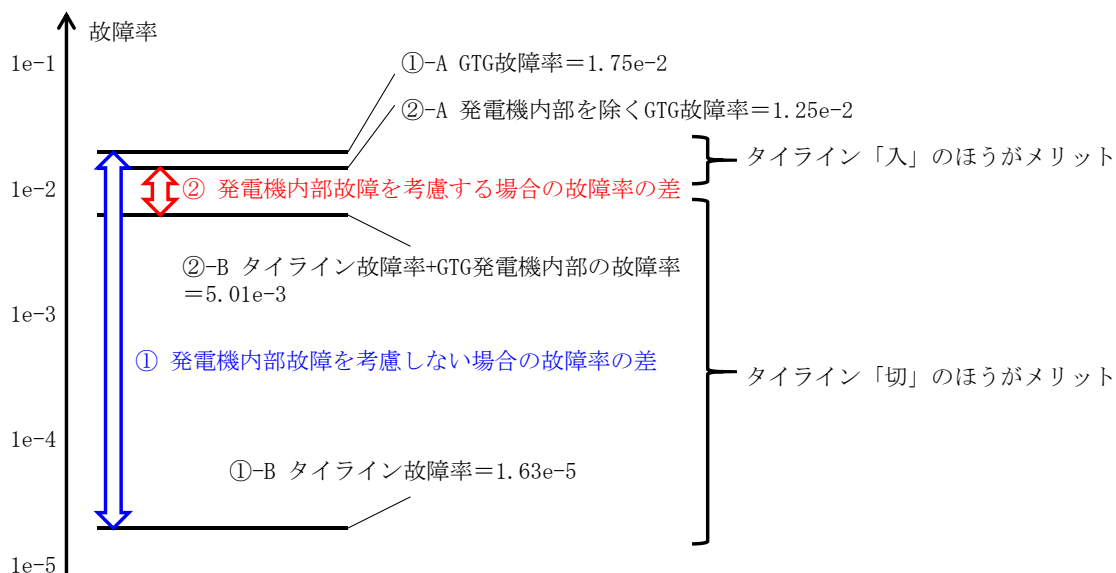 故障率
1e-1
①-A GTG故障率＝1.75e-2
②-A 発電機内部を除くGTG故障率＝1.25e-2
タイライン「入」のほうがメリット
1e-2
② 発電機内部故障を考慮する場合の故障率の差
②-B タイライン故障率+GTG発電機内部の故障率
＝5.01e-3
1e-3
① 発電機内部故障を考慮しない場合の故障率の差
タイライン「切」のほうがメリット
1e-4
①-B タイライン故障率＝1.63e-5
1e-5